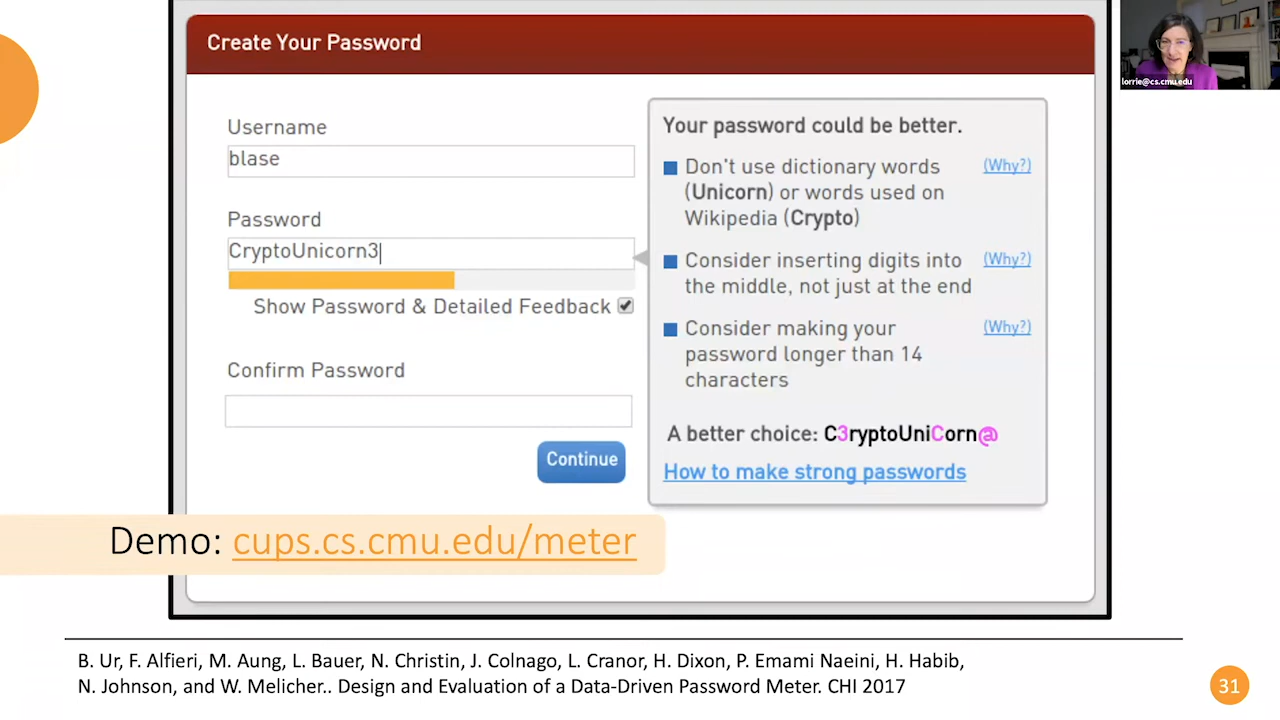 Create Your Password
lorrie@cs.cmu.edu
Username
blase
Password
CryptoUnicorn3
Show Password & Detailed Feedback
Confirm Password
Continue
Your password could be better.
Don't use dictionary words (Why?)
(Unicorn) or words used on
Wikipedia (Crypto)
Consider inserting digits into (Why?)
the middle, not just at the end
Consider making your (Why?)
password longer than 14
characters
A better choice: C3ryptoUniCorn@
How to make strong passwords
Demo: cups.cs.cmu.edu/meter
B. Ur, F. Alfieri, M. Aung, L. Bauer, N. Christin, J. Colnago, L. Cranor, H. Dixon, P. Emami Naeini, H. Habib,
N. Johnson, and W. Melicher.. Design and Evaluation of a Data-Driven Password Meter. CHI 2017
31